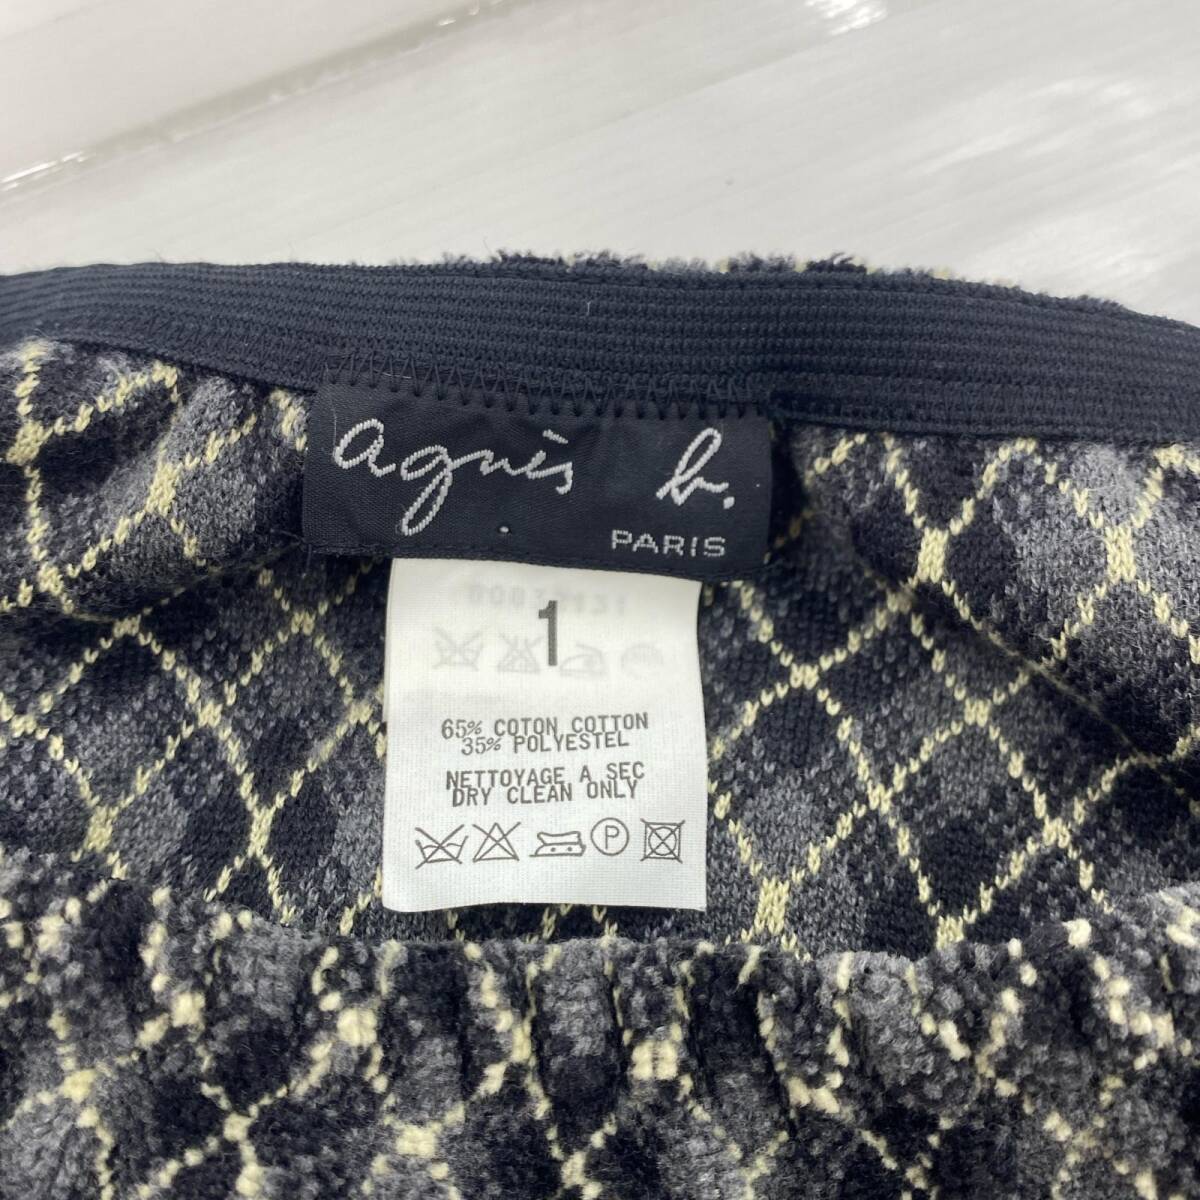 agnès b.
PARIS
1
65% COTON COTTON
35% POLYESTEL
NETTOYAGE A SEC
DRY CLEAN ONLY
P